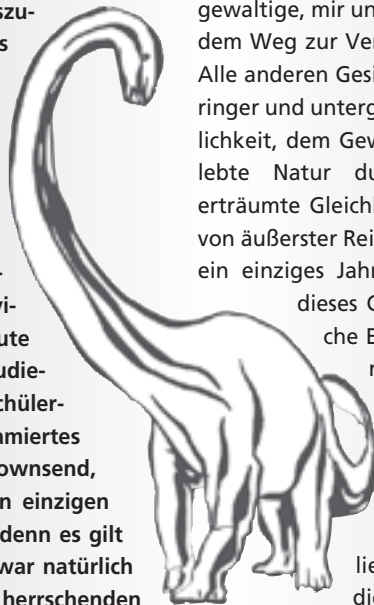 szu-
s
-
vi-
ute
udie-
chüler-
amiertes
ownsend,
n einzigen
denn es gilt
war natürlich
herrschenden
gewaltige, mir un
dem Weg zur Ver
Alle anderen Gesi
ringer und unterg
lichkeit, dem Gew
lebte Natur du
erträumte Gleich
von äußerster Rei
ein einziges Jahr
dieses
che
lie
die